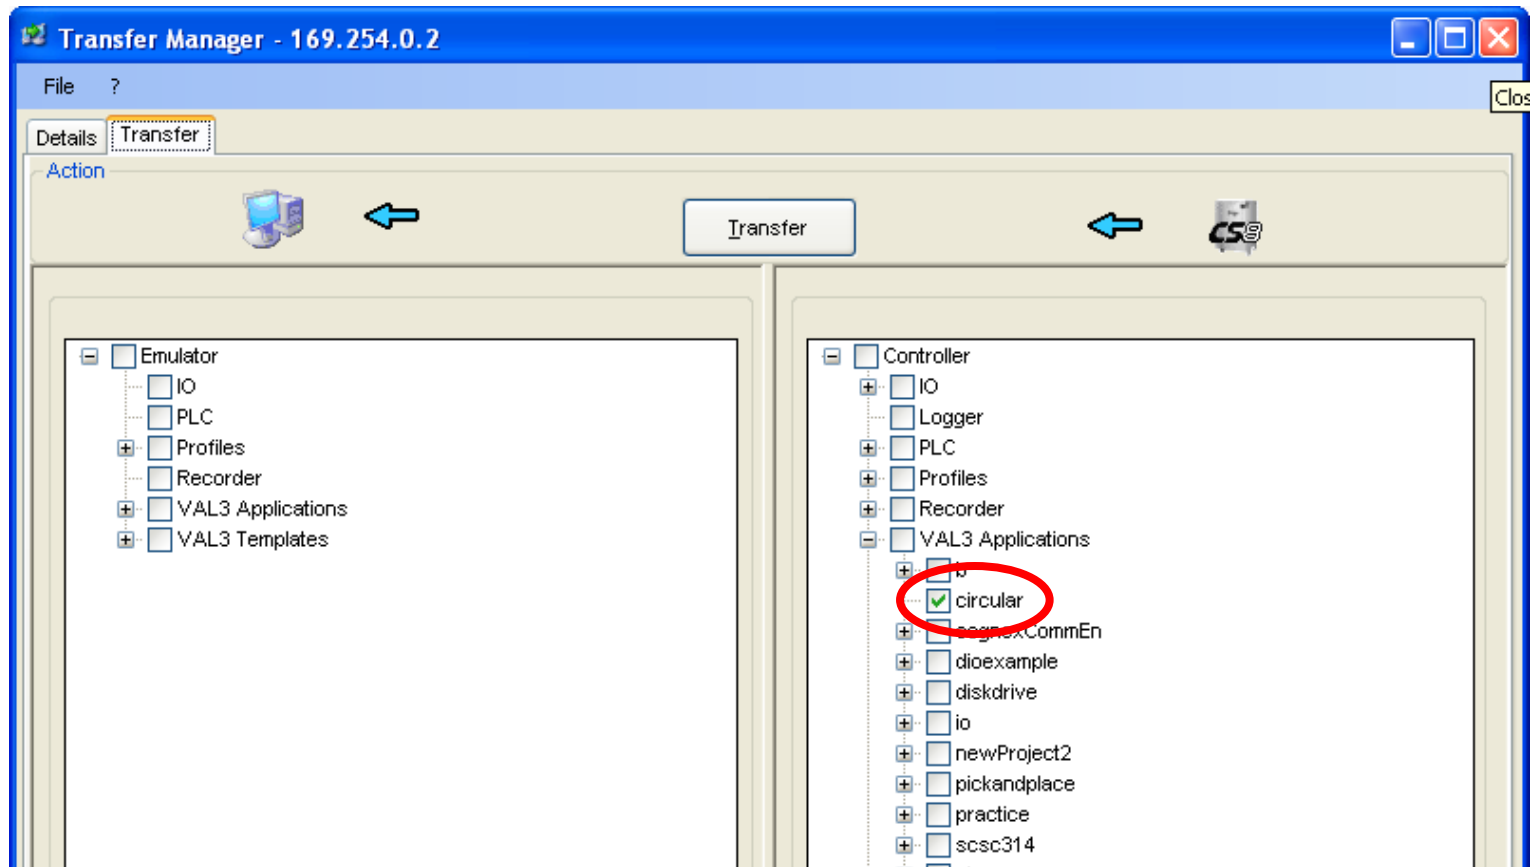 Transfer Manager - 169.254.0.2
File ?
Clos
Details Transfer
Action
Transfer
CS8
Emulator
IO
PLC
Profiles
Recorder
VAL3 Applications
VAL3 Templates
Controller
IO
Logger
PLC
Profiles
Recorder
VAL3 Applications
b
circular
cognexCommEn
dioexample
diskdrive
io
newProject2
pickandplace
practice
scsc314